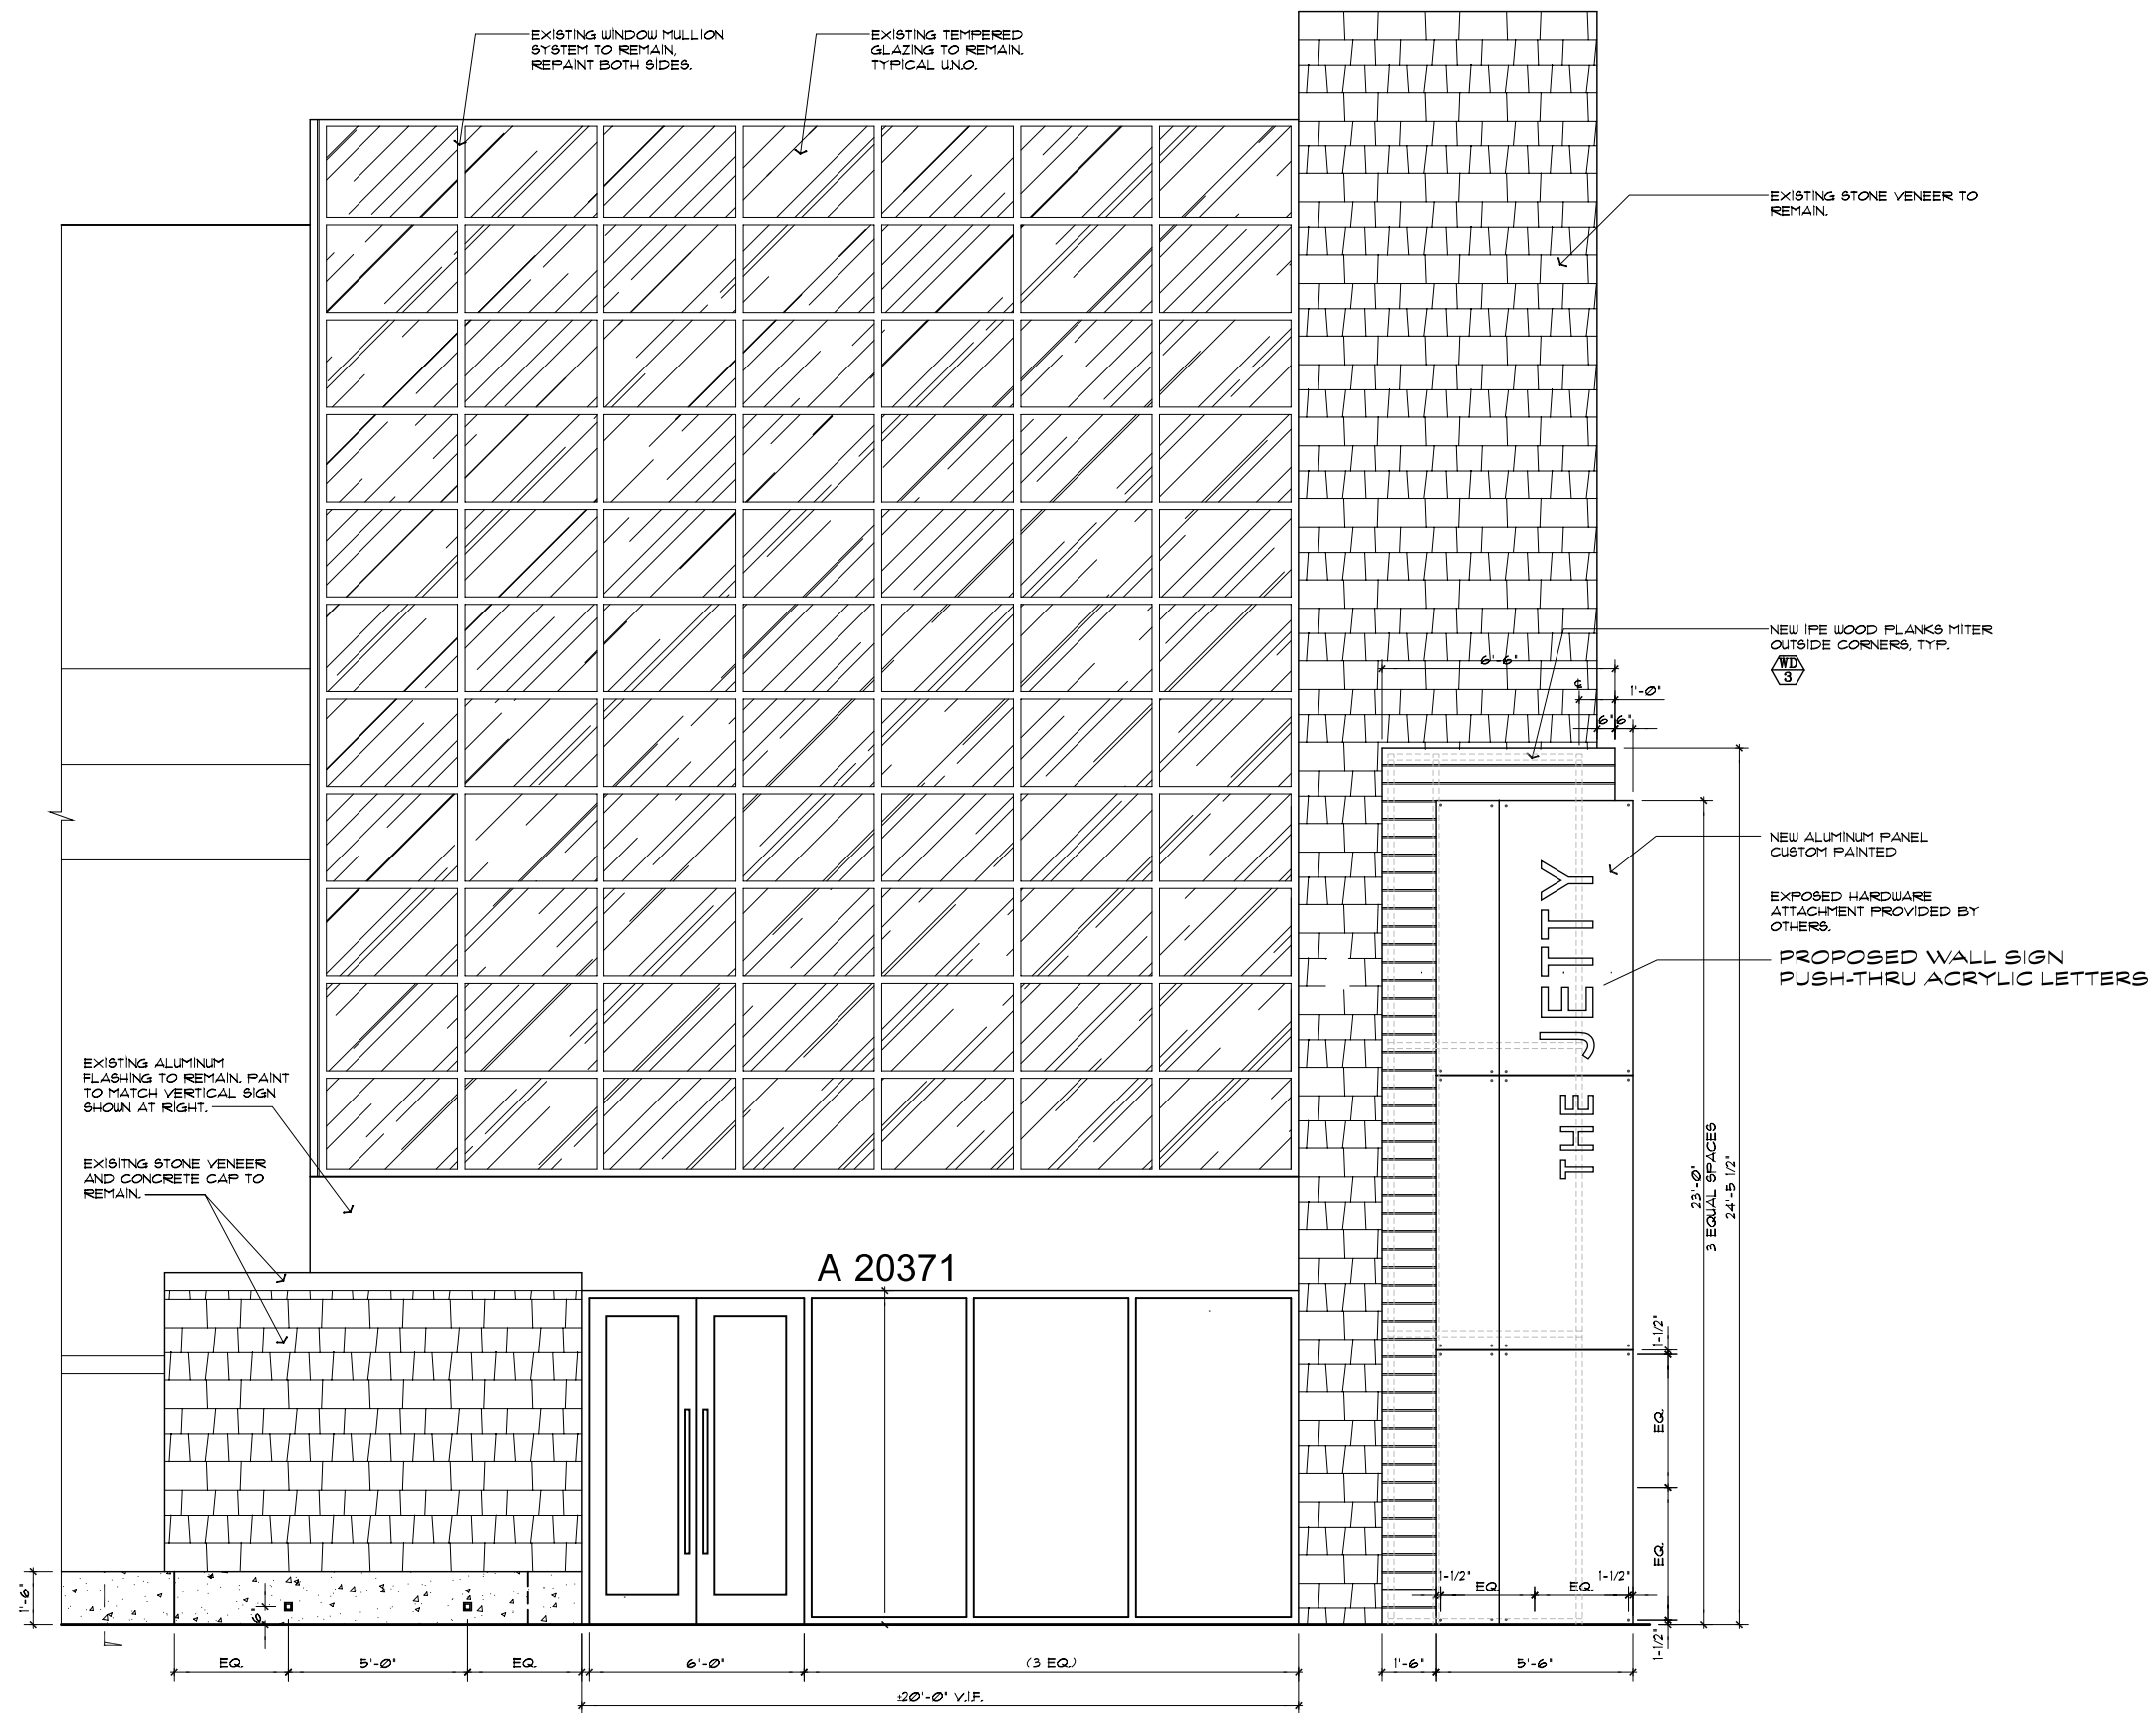 EXISTING WINDOW MULLION
SYSTEM TO REMAIN,
REPAINT BOTH SIDES.
EXISTING TEMPERED
GLAZING TO REMAIN.
TYPICAL U.N.O.
EXISTING STONE VENEER TO
REMAIN.
NEW IPE WOOD PLANKS MITER
OUTSIDE CORNERS, TYP.
WD
3
6'-6"
℄
1'-0"
6"
6"
NEW ALUMINUM PANEL
CUSTOM PAINTED
EXPOSED HARDWARE
ATTACHMENT PROVIDED BY
OTHERS.
PROPOSED WALL SIGN
PUSH-THRU ACRYLIC LETTERS
THE JETTY
EXISTING ALUMINUM
FLASHING TO REMAIN. PAINT
TO MATCH VERTICAL SIGN
SHOWN AT RIGHT.
EXISITNG STONE VENEER
AND CONCRETE CAP TO
REMAIN.
A 20371
23'-0"
3 EQUAL SPACES
24'-5 1/2"
1-1/2"
EQ.
EQ.
1-1/2"
1-1/2"
EQ.
EQ.
1-1/2"
1'-6"
6"
EQ.
5'-0"
EQ.
6'-0"
(3 EQ.)
1'-6"
5'-6"
±20'-0" V.I.F.